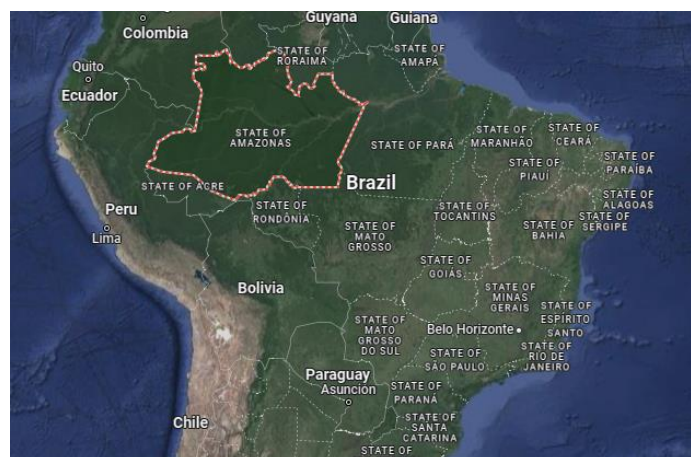 Guyana
Guiana
Colombia
STATE OF
RORAIMA
STATE OF
AMAPÁ
Quito
Ecuador
STATE OF
AMAZONAS
STATE OF PARÁ
STATE OF
MARANHÃO
STATE OF
CEARÁ
STATE OF
PIAUÍ
STATE OF
PARAÍBA
STATE OF ACRE
Brazil
STATE OF
ALAGOAS
Peru
STATE OF
RONDÔNIA
STATE OF
TOCANTINS
STATE OF
SERGIPE
Lima
STATE OF
MATO
GROSSO
STATE OF
BAHIA
STATE OF
GOIÁS
Bolivia
STATE OF
MINAS
GERAIS
STATE OF
ESPÍRITO
SANTO
STATE OF
MATO
GROSSO
DO SUL
Belo Horizonte
STATE OF
RIO DE
JANEIRO
STATE OF
SÃO PAULO
Paraguay
Asunción
STATE OF
PARANÁ
Chile
STATE OF
SANTA
CATARINA
STATE OF